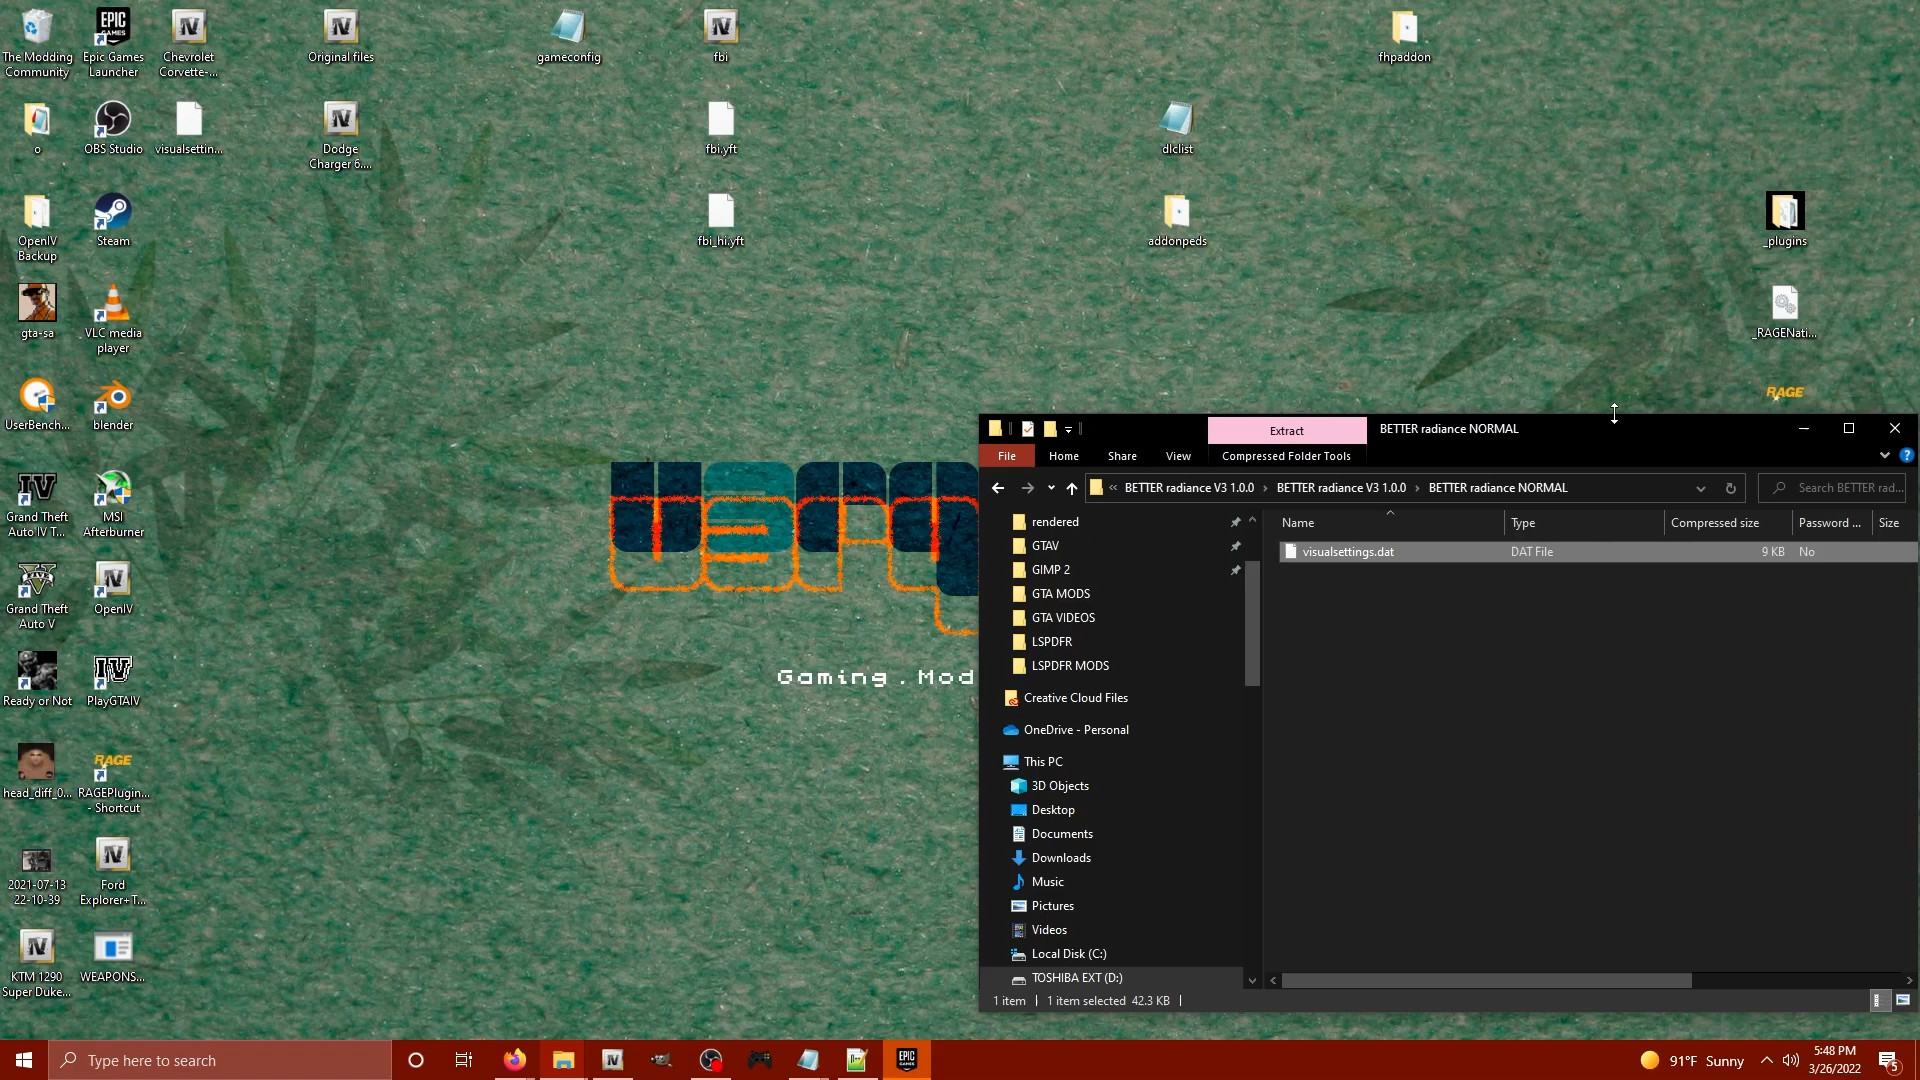 The Modding
Community
Epic Games
Launcher
Chevrolet
Corvette-...
Original files
gameconfig
fbi
fhpaddon
o
OBS Studio
visualsettin...
Dodge
Charger 6....
fbi.yft
dlclist
OpenIV
Backup
Steam
fbi_hi.yft
addonpeds
_plugins
gta-sa
VLC media
player
_RAGENati...
UserBench...
blender
RAGE
Grand Theft
Auto IV T...
MSI
Afterburner
Grand Theft
Auto V
OpenIV
Ready or Not
PlayGTAIV
head_diff_0...
RAGEPlugin...
- Shortcut
2021-07-13
22-10-39
Ford
Explorer+T...
KTM 1290
Super Duke...
WEAPONS...
Gaming.Mod
Extract
BETTER radiance NORMAL
File
Home
Share
View
Compressed Folder Tools
« BETTER radiance V3 1.0.0 › BETTER radiance V3 1.0.0 › BETTER radiance NORMAL
Search BETTER rad...
rendered
GTAV
GIMP 2
GTA MODS
GTA VIDEOS
LSPDFR
LSPDFR MODS
Creative Cloud Files
OneDrive - Personal
This PC
3D Objects
Desktop
Documents
Downloads
Music
Pictures
Videos
Local Disk (C:)
TOSHIBA EXT (D:)
Name
Type
Compressed size
Password ...
Size
visualsettings.dat
DAT File
9 KB
No
1 item
1 item selected 42.3 KB
Type here to search
91°F Sunny
5:48 PM
3/26/2022
5